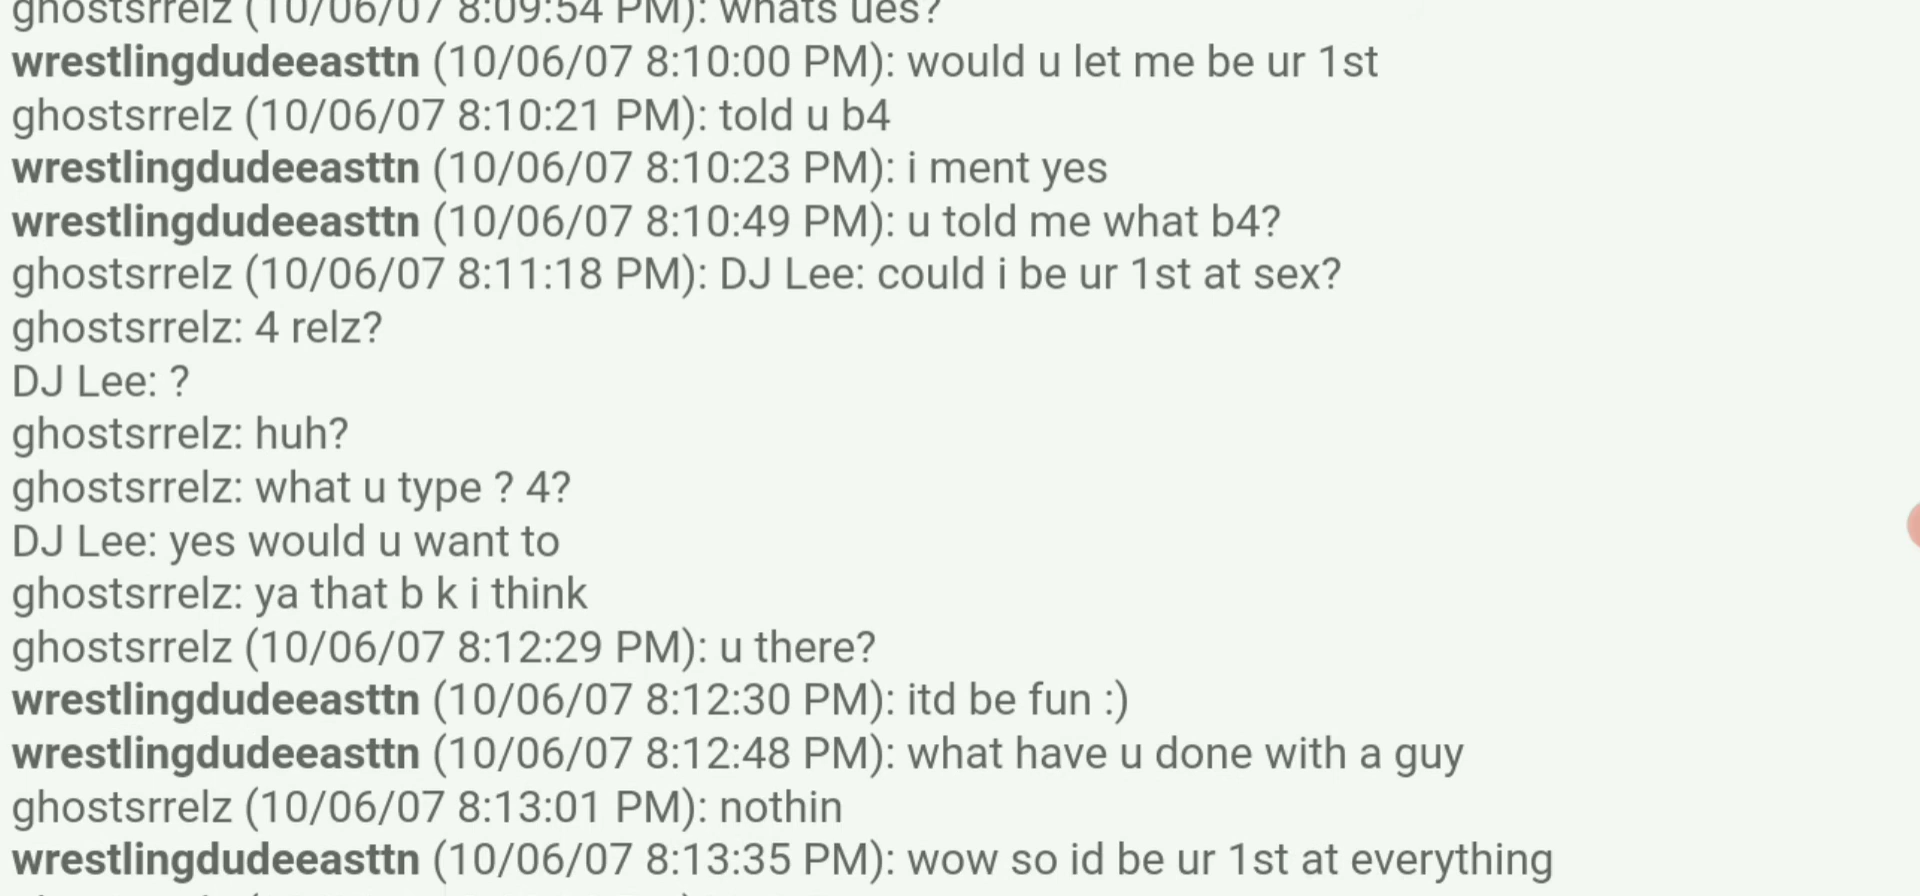 ghostsrrelz (10/06/07 8:09:54 PM): whats ues?
wrestlingdudeeasttn (10/06/07 8:10:00 PM): would u let me be ur 1st
ghostsrrelz (10/06/07 8:10:21 PM): told u b4
wrestlingdudeeasttn (10/06/07 8:10:23 PM): i ment yes
wrestlingdudeeasttn (10/06/07 8:10:49 PM): u told me what b4?
ghostsrrelz (10/06/07 8:11:18 PM): DJ Lee: could i be ur 1st at sex?
ghostsrrelz: 4 relz?
DJ Lee: ?
ghostsrrelz: huh?
ghostsrrelz: what u type ? 4?
DJ Lee: yes would u want to
ghostsrrelz: ya that b k i think
ghostsrrelz (10/06/07 8:12:29 PM): u there?
wrestlingdudeeasttn (10/06/07 8:12:30 PM): itd be fun :)
wrestlingdudeeasttn (10/06/07 8:12:48 PM): what have u done with a guy
ghostsrrelz (10/06/07 8:13:01 PM): nothin
wrestlingdudeeasttn (10/06/07 8:13:35 PM): wow so id be ur 1st at everything